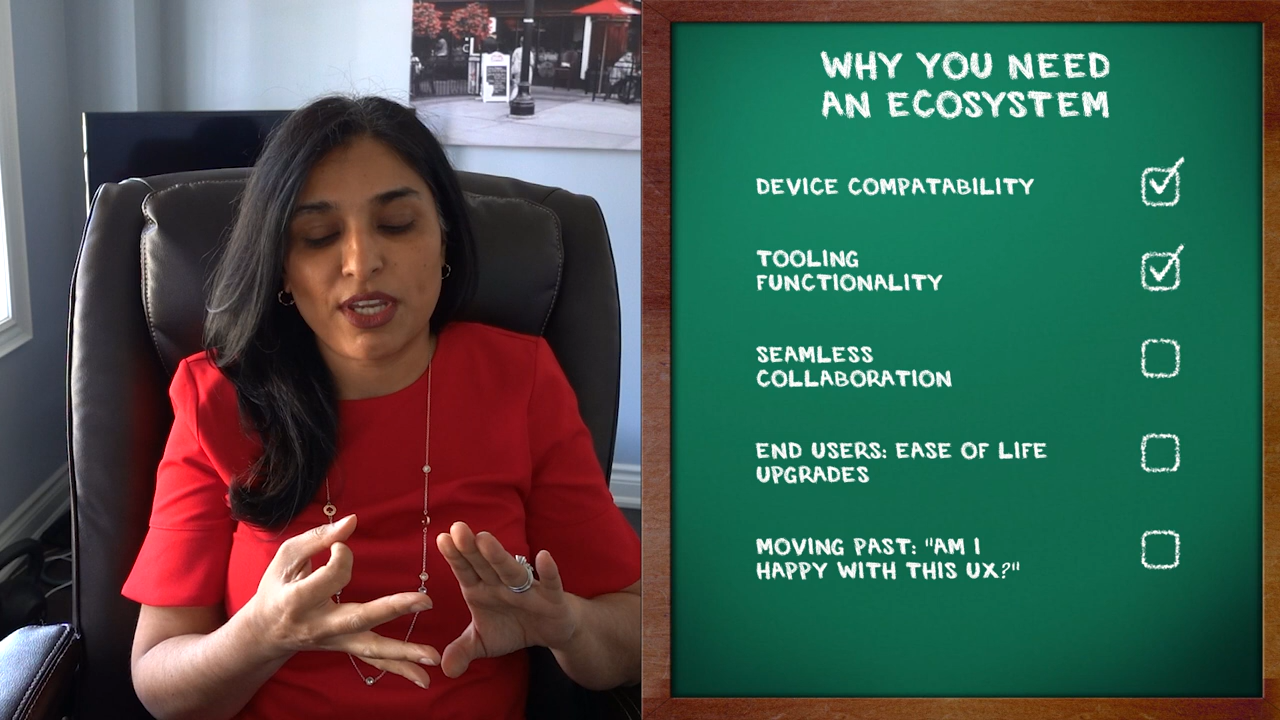 WHY YOU NEED
AN ECOSYSTEM
DEVICE COMPATABILITY
TOOLING
FUNCTIONALITY
SEAMLESS
COLLABORATION
END USERS: EASE OF LIFE
UPGRADES
MOVING PAST: "AM I
HAPPY WITH THIS UX?"